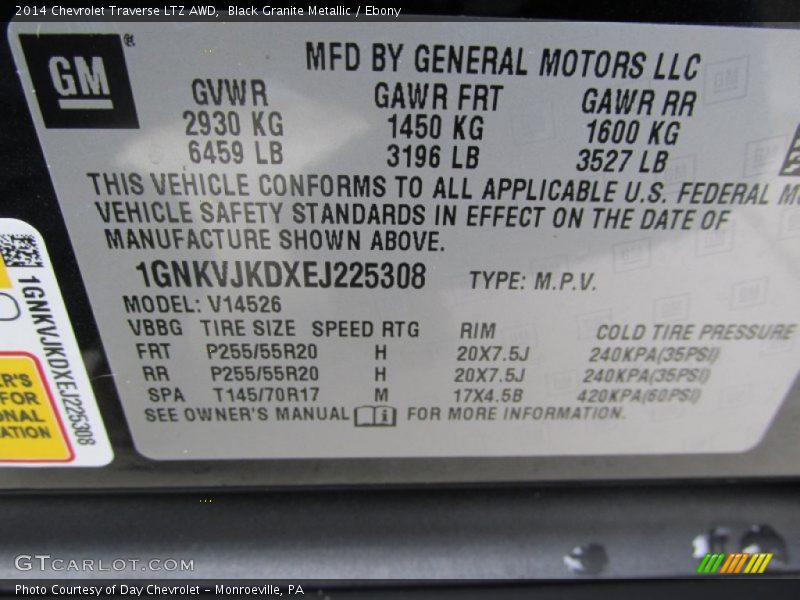 2014 Chevrolet Traverse LTZ AWD, Black Granite Metallic / Ebony
GM ®
MFD BY GENERAL MOTORS LLC
GVWR GAWR FRT GAWR RR
2930 KG 1450 KG 1600 KG
6459 LB 3196 LB 3527 LB
THIS VEHICLE CONFORMS TO ALL APPLICABLE U.S. FEDERAL
VEHICLE SAFETY STANDARDS IN EFFECT ON THE DATE OF
MANUFACTURE SHOWN ABOVE.
1GNKVJKDXEJ225308 TYPE: M.P.V.
MODEL: V14526
VBBG TIRE SIZE SPEED RTG RIM COLD TIRE PRESSURE
FRT P255/55R20 H 20X7.5J 240KPA(35PSI)
RR P255/55R20 H 20X7.5J 240KPA(35PSI)
SPA T145/70R17 M 17X4.5B 420KPA(60PSI)
SEE OWNER'S MANUAL FOR MORE INFORMATION.
1GNKVJKDXEJ225308
ER'S
FOR
ONAL
ATION
GTCARLOT.COM
Photo Courtesy of Day Chevrolet - Monroeville, PA